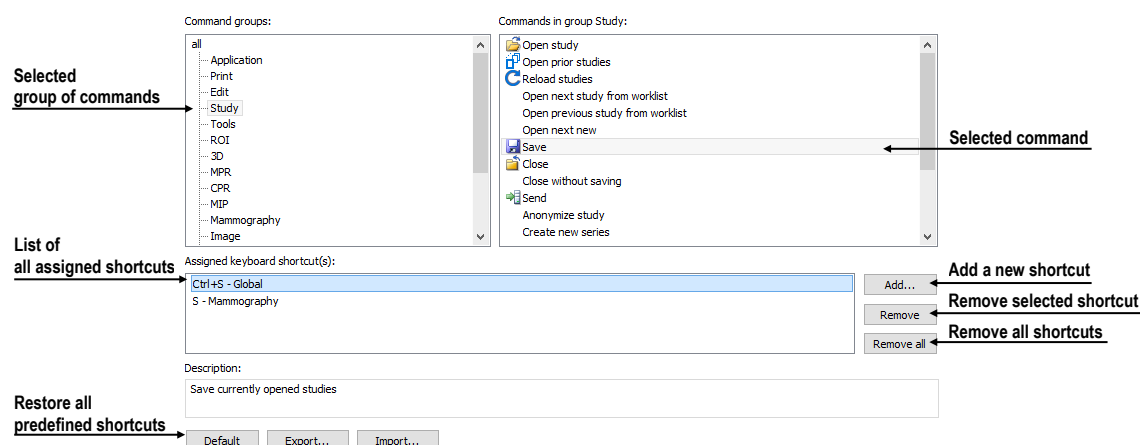 Command groups:
Commands in group Study:
all
Application
Print
Edit
Study
Tools
ROI
3D
MPR
CPR
MIP
Mammography
Image
Open study
Open prior studies
Reload studies
Open next study from worklist
Open previous study from worklist
Open next new
Save
Close
Close without saving
Send
Anonymize study
Create new series
Selected
group of commands
Selected command
List of
all assigned shortcuts
Assigned keyboard shortcut(s):
Ctrl+S - Global
S - Mammography
Add...
Remove
Remove all
Add a new shortcut
Remove selected shortcut
Remove all shortcuts
Description:
Save currently opened studies
Restore all
predefined shortcuts
Default
Export...
Import...